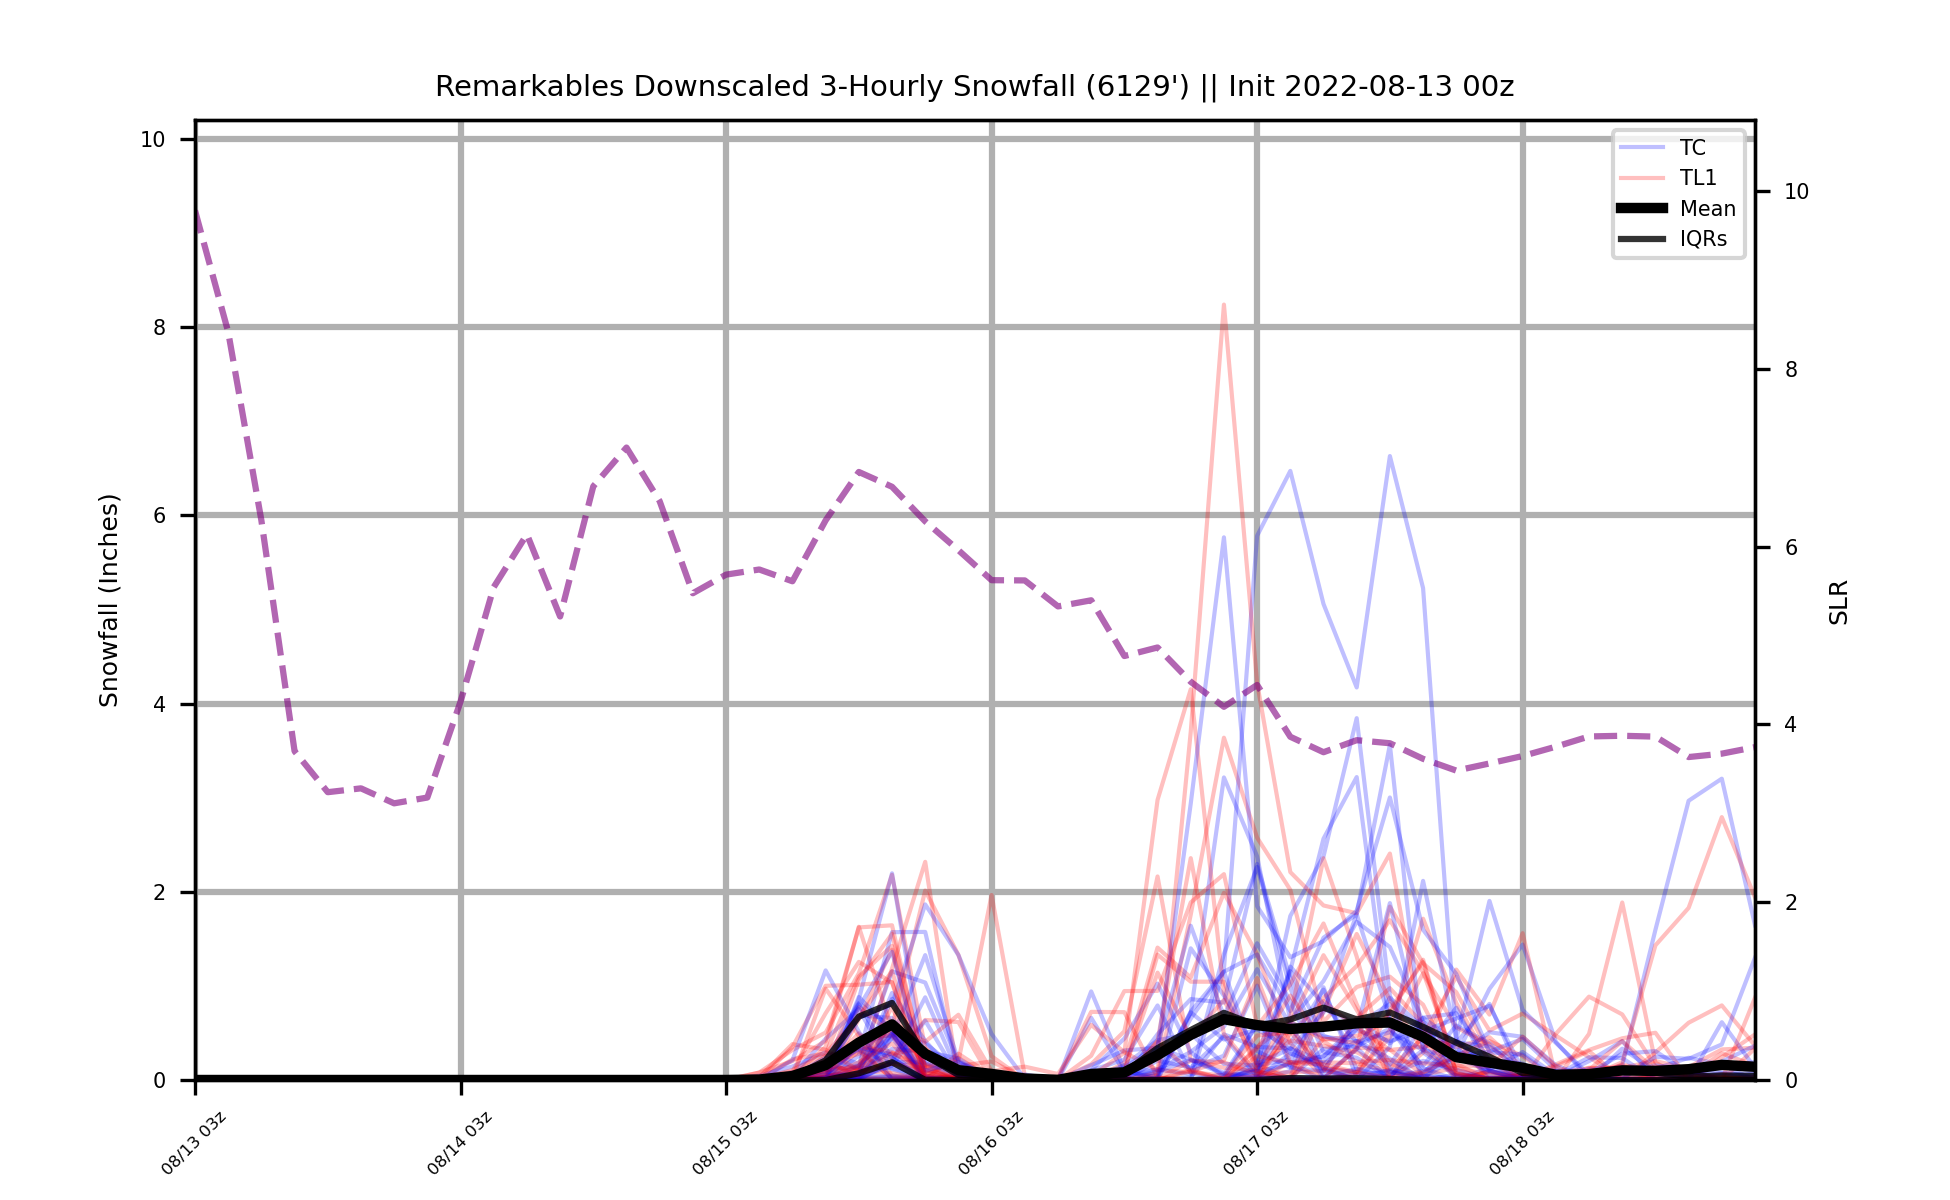 Remarkables Downscaled 3-Hourly Snowfall (6129') || Init 2022-08-13 00z
TC
TL1
Mean
IQRs
Snowfall (Inches)
10
8
6
4
2
0
SLR
10
8
6
4
2
0
08/13 03z
08/14 03z
08/15 03z
08/16 03z
08/17 03z
08/18 03z